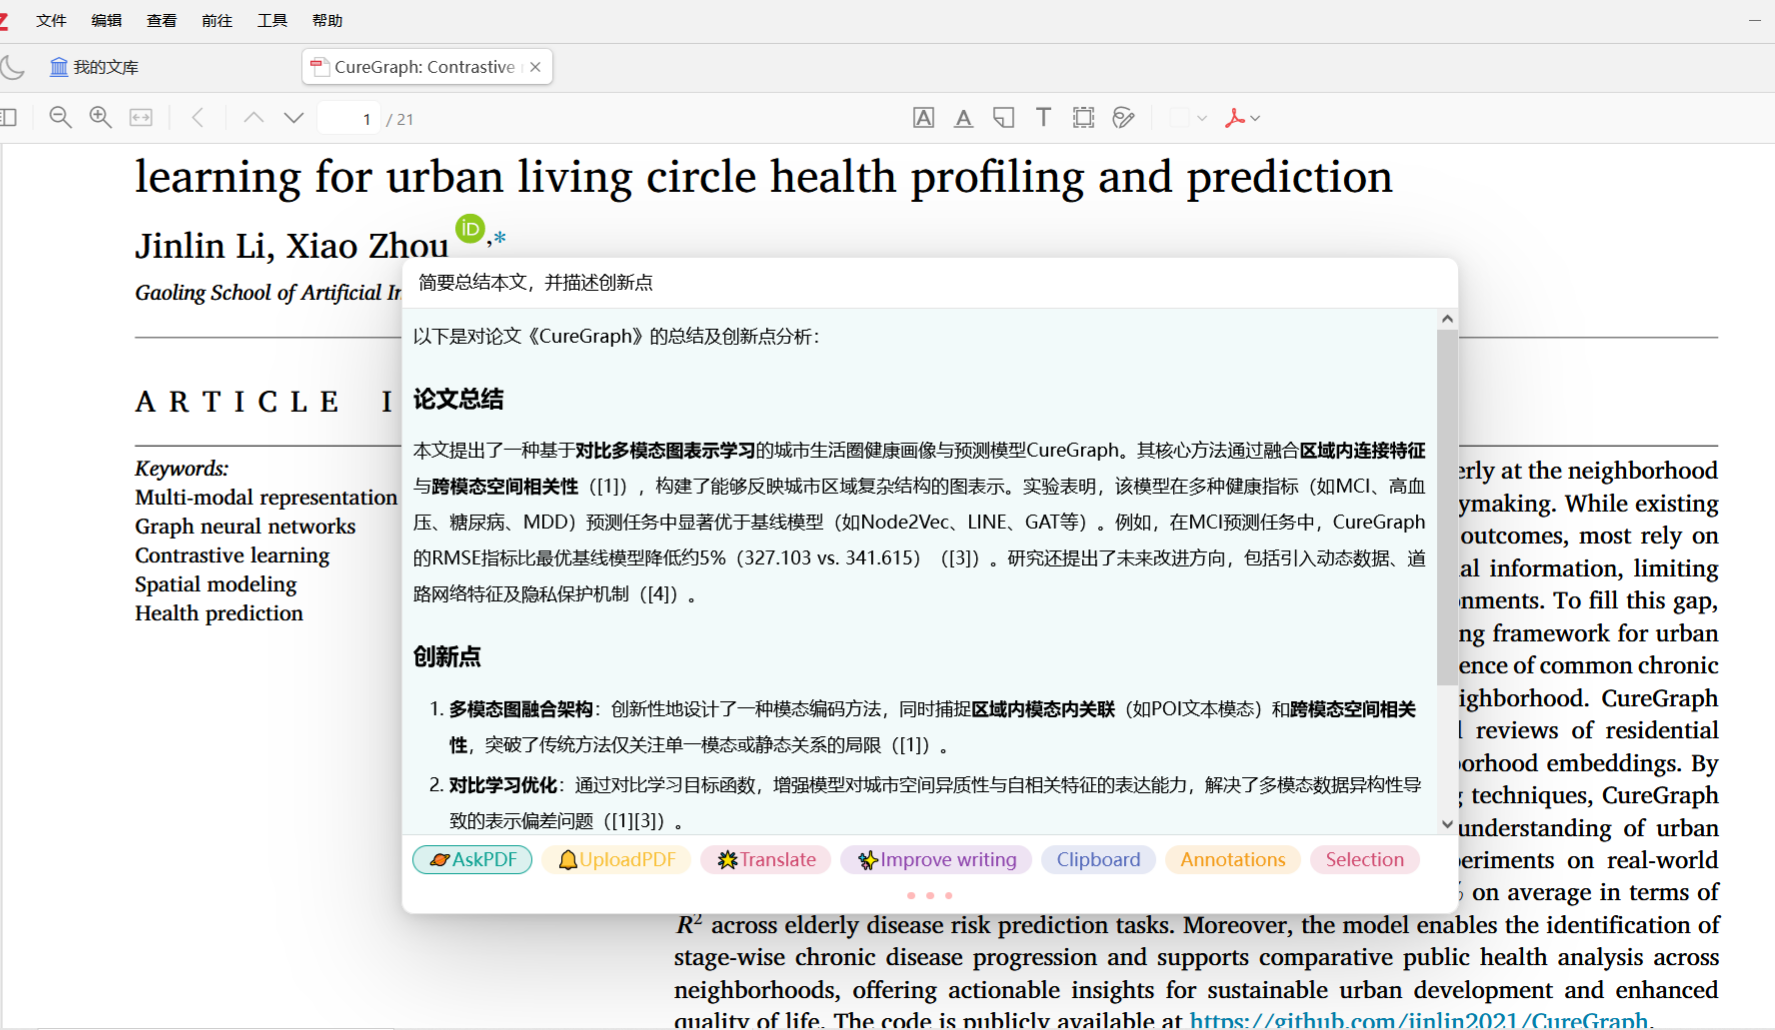 文件 编辑 查看 前往 工具 帮助
我的文库
CureGraph: Contrastive
1 / 21
learning for urban living circle health profiling and prediction
Jinlin Li, Xiao Zhou iD ,*
Gaoling School of Artificial
ARTICLE I
Keywords:
Multi-modal representation
Graph neural networks
Contrastive learning
Spatial modeling
Health prediction
简要总结本文，并描述创新点
以下是对论文《CureGraph》的总结及创新点分析：
论文总结
本文提出了一种基于对比多模态图表示学习的城市生活圈健康画像与预测模型CureGraph。其核心方法通过融合区域内连接特征
与跨模态空间相关性（[1]），构建了能够反映城市区域复杂结构的图表示。实验表明，该模型在多种健康指标（如MCI、高血
压、糖尿病、MDD）预测任务中显著优于基线模型（如Node2Vec、LINE、GAT等）。例如，在MCI预测任务中，CureGraph
的RMSE指标比最优基线模型降低约5%（327.103 vs. 341.615）（[3]）。研究还提出了未来改进方向，包括引入动态数据、道
路网络特征及隐私保护机制（[4]）。
创新点
1. 多模态图融合架构：创新性地设计了一种模态编码方法，同时捕捉区域内模态内关联（如POI文本模态）和跨模态空间相关
性，突破了传统方法仅关注单一模态或静态关系的局限（[1]）。
2. 对比学习优化：通过对比学习目标函数，增强模型对城市空间异质性与自相关特征的表达能力，解决了多模态数据异构性导
致的表示偏差问题（[1][3]）。
AskPDF UploadPDF Translate Improve writing Clipboard Annotations Selection
erly at the neighborhood
ymaking. While existing
outcomes, most rely on
al information, limiting
nments. To fill this gap,
ng framework for urban
ence of common chronic
ighborhood. CureGraph
reviews of residential
orhood embeddings. By
techniques, CureGraph
understanding of urban
periments on real-world
% on average in terms of
R² across elderly disease risk prediction tasks. Moreover, the model enables the identification of
stage-wise chronic disease progression and supports comparative public health analysis across
neighborhoods, offering actionable insights for sustainable urban development and enhanced
quality of life. The code is publicly available at https://github.com/jinlin2021/CureGraph.